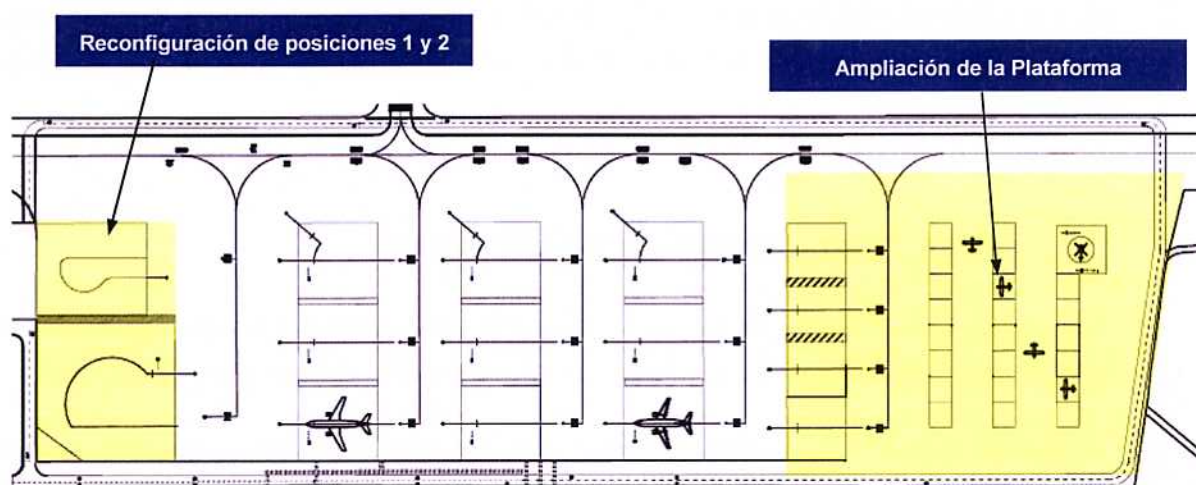 Reconfiguración de posiciones 1 y 2
Ampliación de la Plataforma